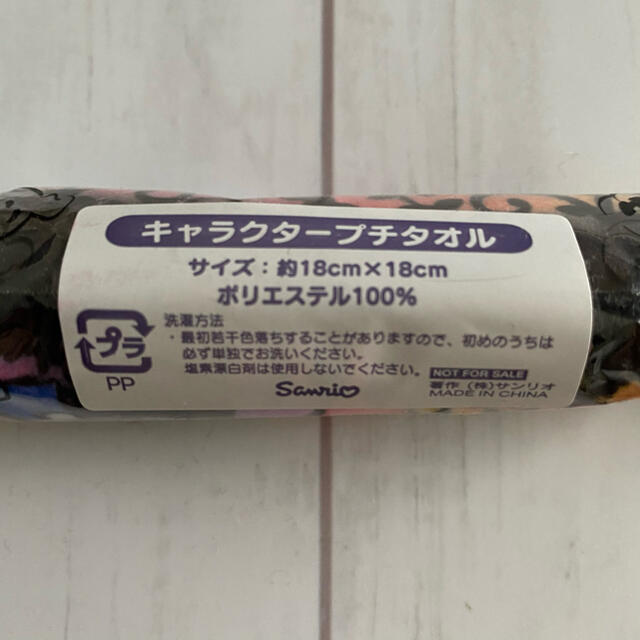 キャラクタープチタオル
サイズ：約18cm×18cm
ポリエステル100%
プラ
PP
洗濯方法
・最初若干色落ちすることがありますので、初めのうちは
必ず単独でお洗いください。
塩素漂白剤は使用しないでください。
Sanrio
NOT FOR SALE
著作（株）サンリオ
MADE IN CHINA